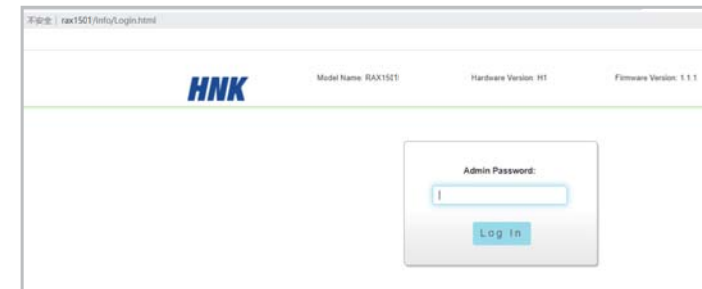 不安全 | rax1501/info/Login.html
HNK
Model Name: RAX1501 Hardware Version: H1 Firmware Version: 1.1.1
Admin Password:
Log In